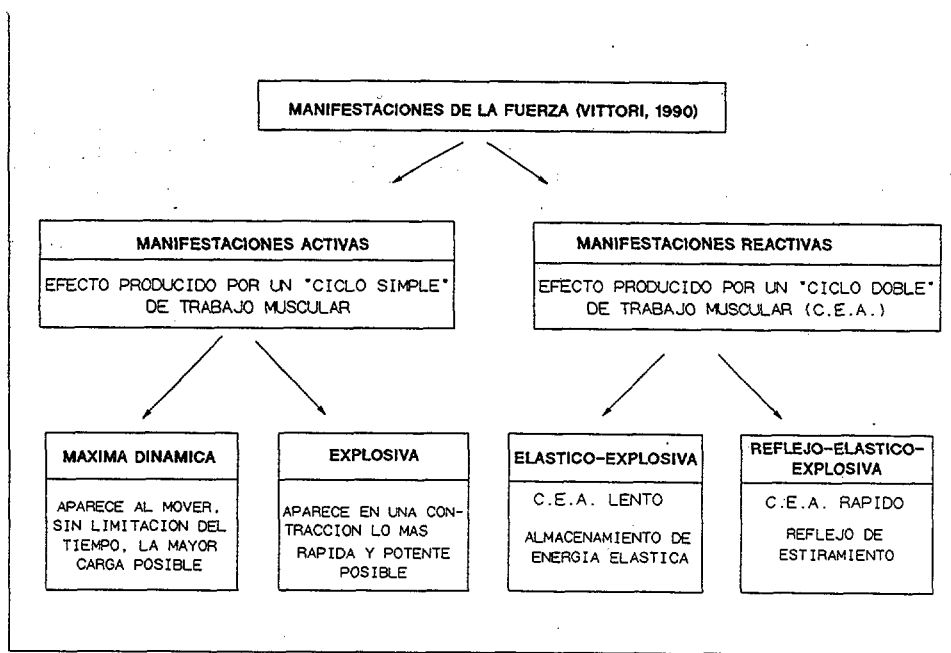 MANIFESTACIONES DE LA FUERZA (VITTORI, 1990)
MANIFESTACIONES ACTIVAS
EFECTO PRODUCIDO POR UN "CICLO SIMPLE"
DE TRABAJO MUSCULAR
MANIFESTACIONES REACTIVAS
EFECTO PRODUCIDO POR UN "CICLO DOBLE"
DE TRABAJO MUSCULAR (C.E.A.)
MAXIMA DINAMICA
APARECE AL MOVER,
SIN LIMITACION DEL
TIEMPO, LA MAYOR
CARGA POSIBLE
EXPLOSIVA
APARECE EN UNA CON-
TRACCION LO MAS
RAPIDA Y POTENTE
POSIBLE
ELASTICO-EXPLOSIVA
C.E.A. LENTO
ALMACENAMIENTO DE
ENERGIA ELASTICA
REFLEJO-ELASTICO-
EXPLOSIVA
C.E.A. RAPIDO
REFLEJO DE
ESTIRAMIENTO